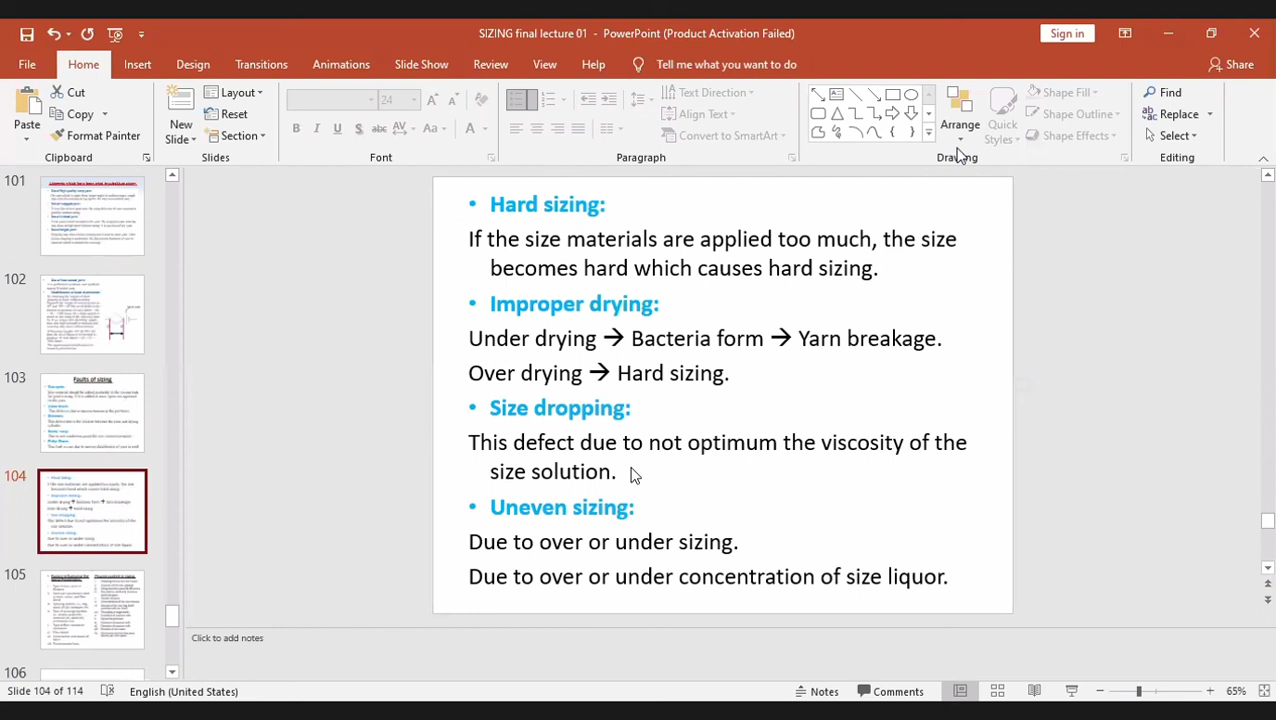 SIZING final lecture 01 - PowerPoint (Product Activation Failed)
Sign in
File Home Insert Design Transitions Animations Slide Show Review View Help Tell me what you want to do Share
Paste
Cut
Copy
Format Painter
New Slide
Layout
Reset
Section
24
Text Direction
Align Text
Convert to SmartArt
Arrange
Quick Styles
Shape Fill
Shape Outline
Shape Effects
Find
Replace
Select
Clipboard
Slides
Font
Paragraph
Drawing
Editing
101
102
103
Faults of sizing
104
105
106
• Hard sizing:
If the size materials are applied too much, the size
becomes hard which causes hard sizing.
• Improper drying:
Under drying → Bacteria form → Yarn breakage.
Over drying → Hard sizing.
• Size dropping:
This defect due to not optimum the viscosity of the
size solution.
• Uneven sizing:
Due to over or under sizing.
Due to over or under concentration of size liquor.
Click to add notes
Slide 104 of 114
English (United States)
Notes
Comments
65%